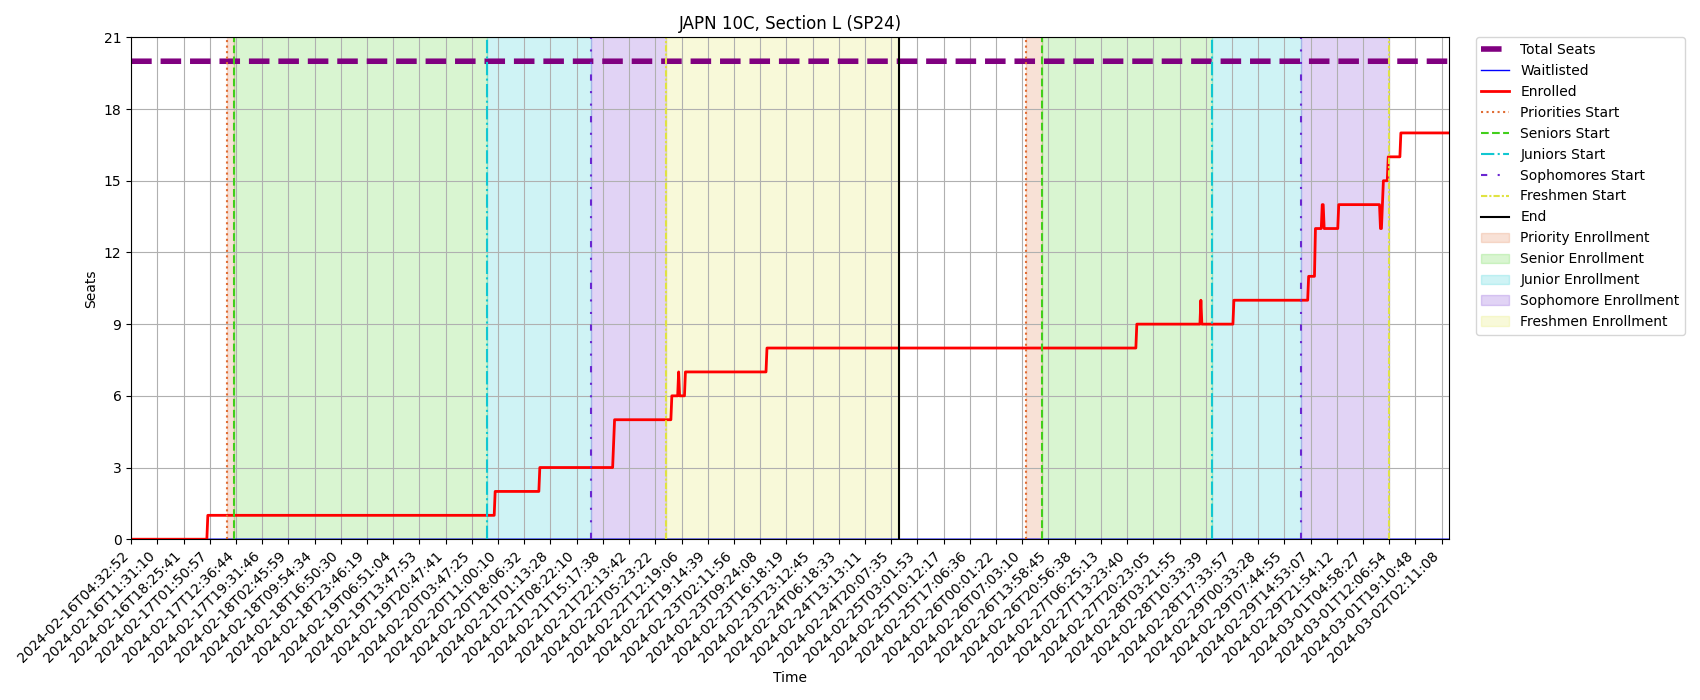 JAPN 10C, Section L (SP24)
Seats
21
18
15
12
9
6
3
0
2024-02-16T04:32:52
2024-02-16T11:31:10
2024-02-16T18:25:41
2024-02-17T01:50:57
2024-02-17T12:36:44
2024-02-17T19:31:46
2024-02-18T02:45:59
2024-02-18T09:54:34
2024-02-18T16:50:30
2024-02-18T23:46:19
2024-02-19T06:51:04
2024-02-19T13:47:53
2024-02-19T20:47:41
2024-02-20T03:47:25
2024-02-20T11:00:10
2024-02-20T18:06:32
2024-02-21T01:13:28
2024-02-21T08:22:10
2024-02-21T15:17:38
2024-02-21T22:13:42
2024-02-22T05:23:22
2024-02-22T12:19:06
2024-02-22T19:14:39
2024-02-23T02:11:56
2024-02-23T09:24:08
2024-02-23T16:18:19
2024-02-23T23:12:45
2024-02-24T06:18:33
2024-02-24T13:13:11
2024-02-24T20:07:35
2024-02-25T03:01:53
2024-02-25T10:12:17
2024-02-25T17:06:36
2024-02-26T00:01:22
2024-02-26T07:03:10
2024-02-26T13:58:45
2024-02-26T20:56:38
2024-02-27T06:25:13
2024-02-27T13:23:40
2024-02-27T20:23:05
2024-02-28T03:21:55
2024-02-28T10:33:39
2024-02-28T17:33:57
2024-02-29T00:33:28
2024-02-29T07:44:55
2024-02-29T14:53:07
2024-02-29T21:54:12
2024-03-01T04:58:27
2024-03-01T12:06:54
2024-03-01T19:10:48
2024-03-02T02:11:08
Time
Total Seats
Waitlisted
Enrolled
Priorities Start
Seniors Start
Juniors Start
Sophomores Start
Freshmen Start
End
Priority Enrollment
Senior Enrollment
Junior Enrollment
Sophomore Enrollment
Freshmen Enrollment